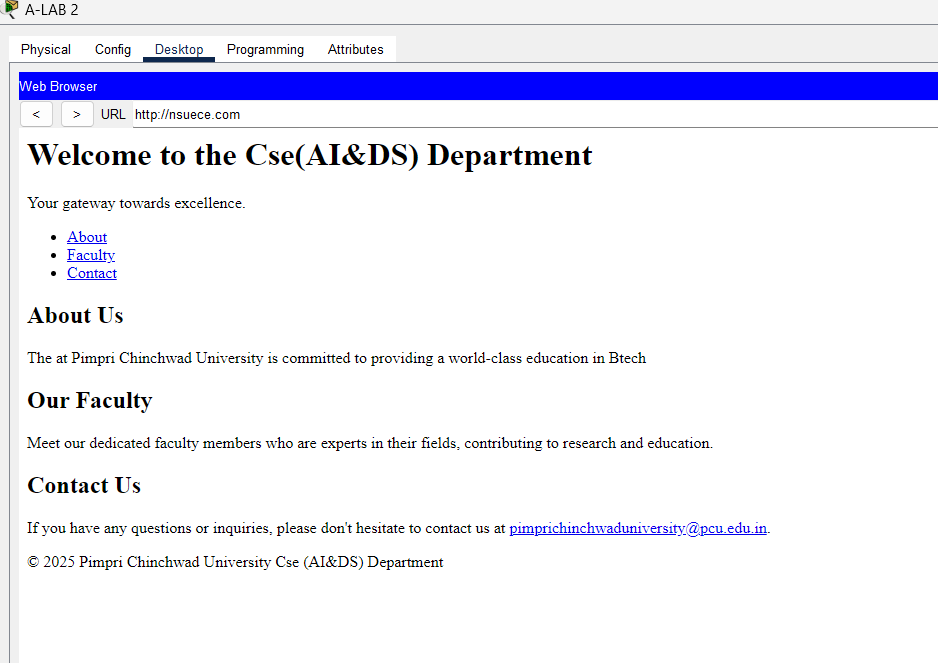 A-LAB 2
Physical Config Desktop Programming Attributes
Web Browser
< > URL http://nsuece.com
Welcome to the Cse(AI&DS) Department
Your gateway towards excellence.
About
Faculty
Contact
About Us
The at Pimpri Chinchwad University is committed to providing a world-class education in Btech
Our Faculty
Meet our dedicated faculty members who are experts in their fields, contributing to research and education.
Contact Us
If you have any questions or inquiries, please don't hesitate to contact us at pimprichinchwaduniversity@pcu.edu.in.
© 2025 Pimpri Chinchwad University Cse (AI&DS) Department